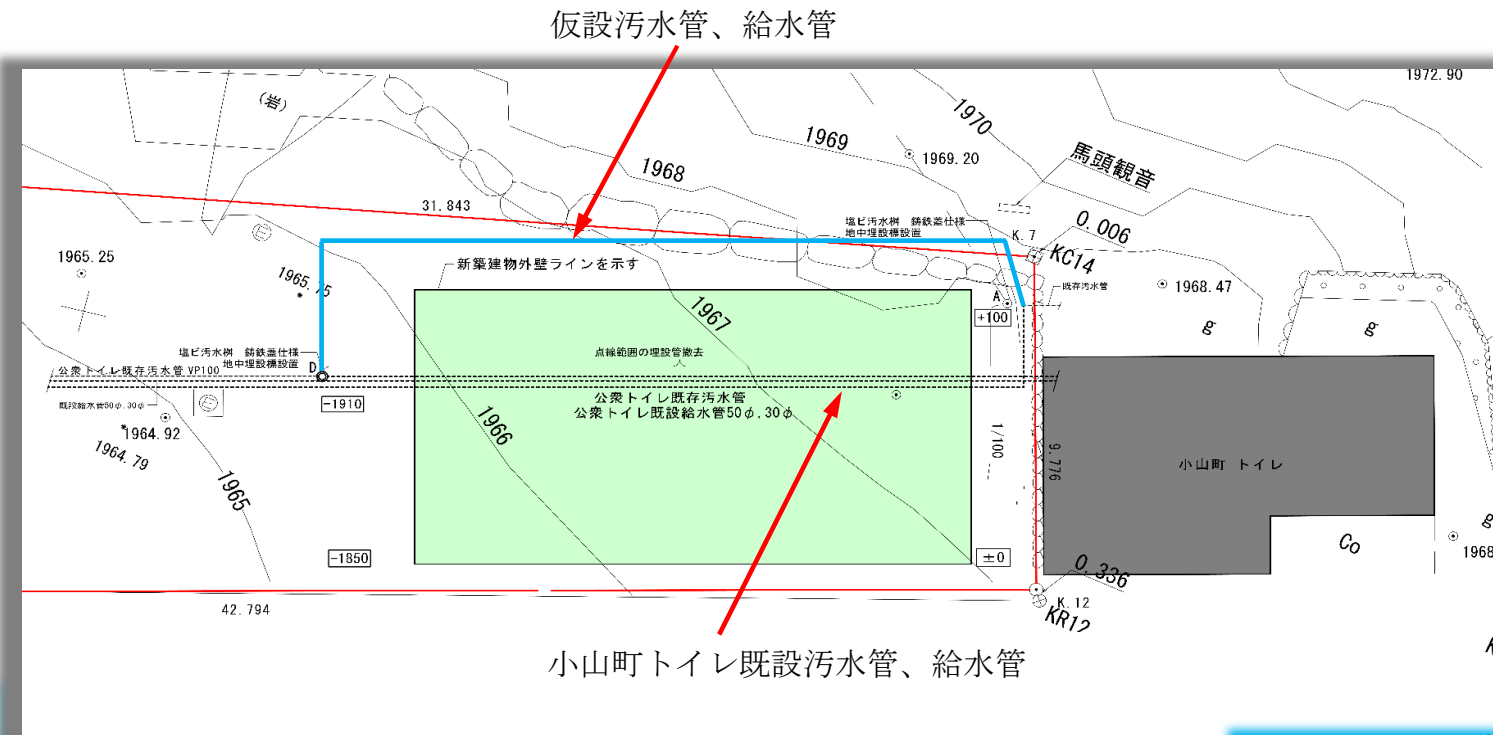 仮設汚水管、給水管
1972.90
(岩)
1970
1969
1969.20
馬頭観音
1968
31.843
塩ビ汚水桝 鋳鉄蓋仕様
地中埋設標設置
K.7
0.006
KC14
1965.25
新築建物外壁ラインを示す
1965.75
A
既存汚水管
1968.47
+100
1967
g
g
塩ビ汚水桝 鋳鉄蓋仕様
地中埋設標設置
点線範囲の埋設管撤去
公衆トイレ既存汚水管 VP100
D
既設給水管50φ.30φ
-1910
公衆トイレ既存汚水管
公衆トイレ既設給水管50φ.30φ
1964.92
1964.79
1966
1/100
9.776
小山町 トイレ
1965
g
Co
1968
-1850
±0
0.336
42.794
K.12
KR12
小山町トイレ既設汚水管、給水管